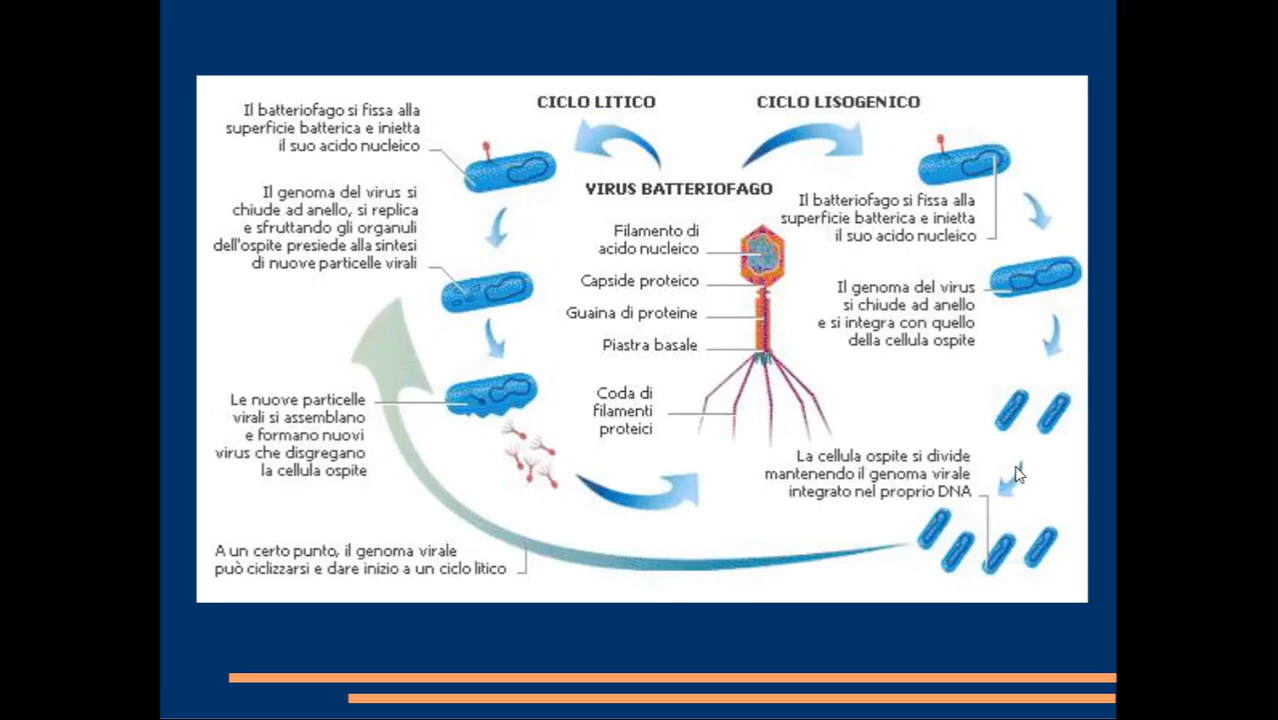 CICLO LITICO
CICLO LISOGENICO
Il batteriofago si fissa alla
superficie batterica e inietta
il suo acido nucleico
Il genoma del virus si
chiude ad anello, si replica
e sfruttando gli organuli
dell'ospite presiede alla sintesi
di nuove particelle virali
Le nuove particelle
virali si assemblano
e formano nuovi
virus che disgregano
la cellula ospite
A un certo punto, il genoma virale
può ciclizzarsi e dare inizio a un ciclo litico
VIRUS BATTERIOFAGO
Filamento di
acido nucleico
Capside proteico
Guaina di proteine
Piastra basale
Coda di
filamenti
proteici
Il batteriofago si fissa alla
superficie batterica e inietta
il suo acido nucleico
Il genoma del virus
si chiude ad anello
e si integra con quello
della cellula ospite
La cellula ospite si divide
mantenendo il genoma virale
integrato nel proprio DNA